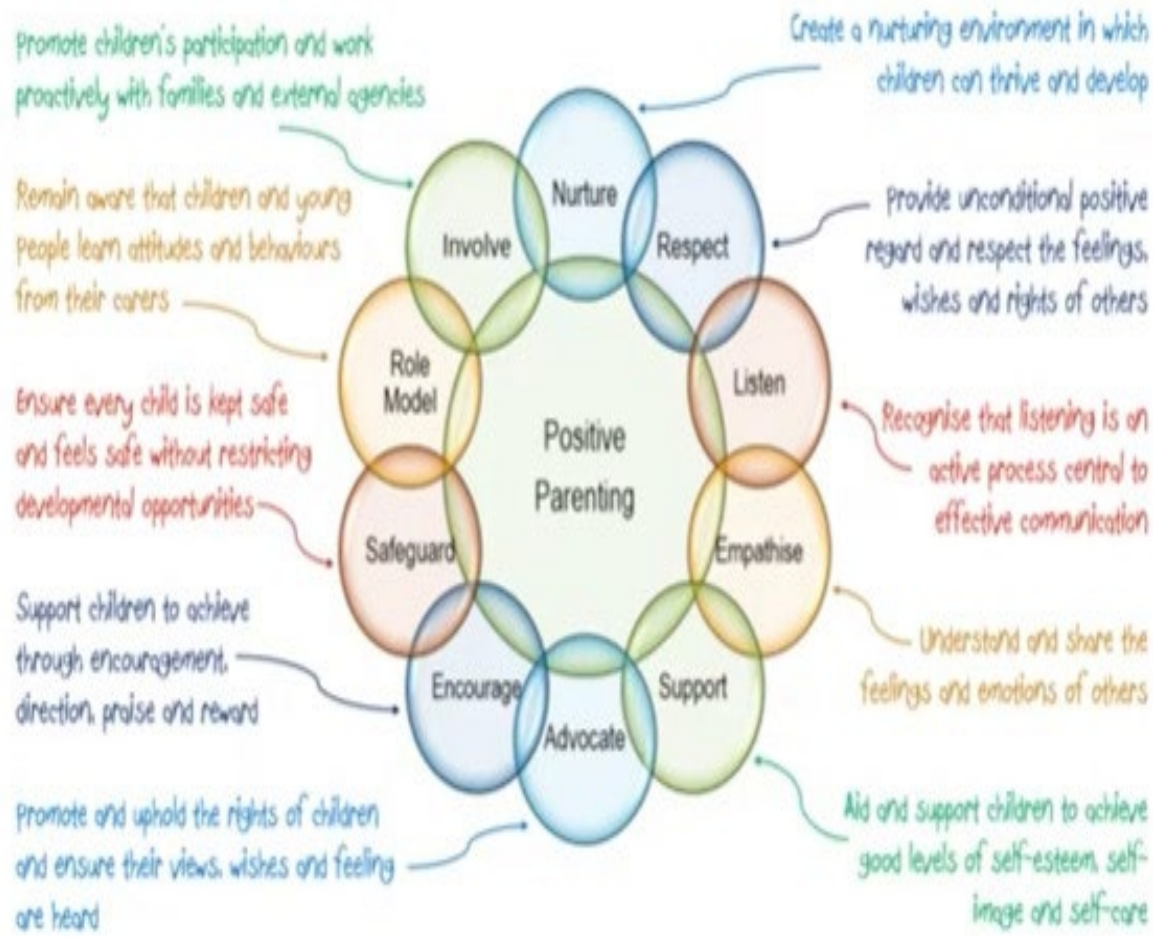 Promote children's participation and work
proactively with families and external agencies
Create a nurturing environment in which
children can thrive and develop
Nurture
Involve
Respect
Remain aware that children and young
people learn attitudes and behaviours
from their carers
Provide unconditional positive
regard and respect the feelings,
wishes and rights of others
Role
Model
Listen
Positive
Parenting
Ensure every child is kept safe
and feels safe without restricting
developmental opportunities
Recognise that listening is an
active process central to
effective communication
Safeguard
Empathise
Support children to achieve
through encouragement,
direction, praise and reward
Understand and share the
feelings and emotions of others
Encourage
Support
Advocate
Promote and uphold the rights of children
and ensure their views, wishes and feeling
are heard
Aid and support children to achieve
good levels of self-esteem, self-
image and self-care